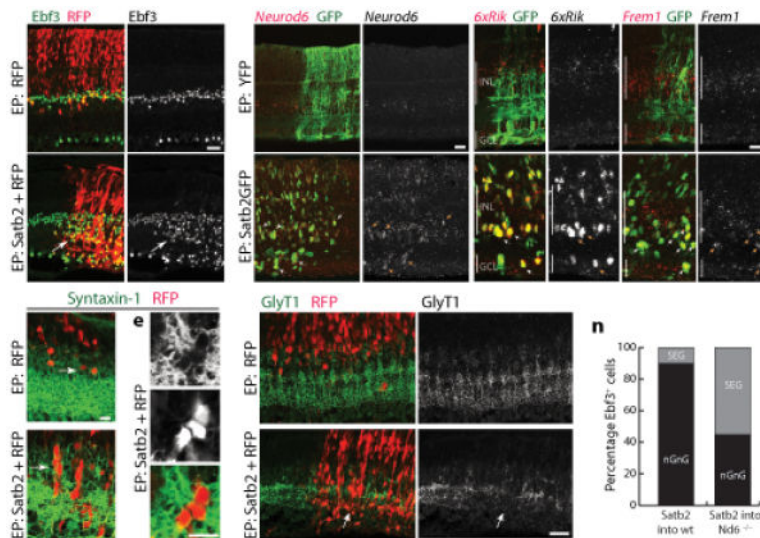 Ebf3 RFP
Ebf3
Neurod6 GFP
Neurod6
6xRik GFP
6xRik
Frem1 GFP
Frem1
EP: RFP
EP: YFP
INL
GCL
EP: Satb2 + RFP
EP: Satb2GFP
INL
GCL
Syntaxin-1 RFP
e
GlyT1 RFP
GlyT1
n
EP: RFP
EP: Satb2 + RFP
EP: Satb2 + RFP
EP: RFP
EP: Satb2 + RFP
Percentage Ebf3⁺ cells
100
80
60
40
20
0
SEG
nGnG
SEG
nGnG
Satb2
into wt
Satb2 into
Nd6 ⁻/⁻